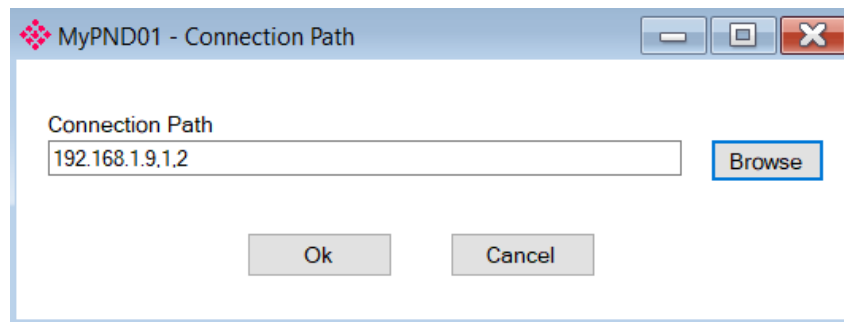 MyPND01 - Connection Path
Connection Path
192.168.1.9,1,2
Browse
Ok
Cancel